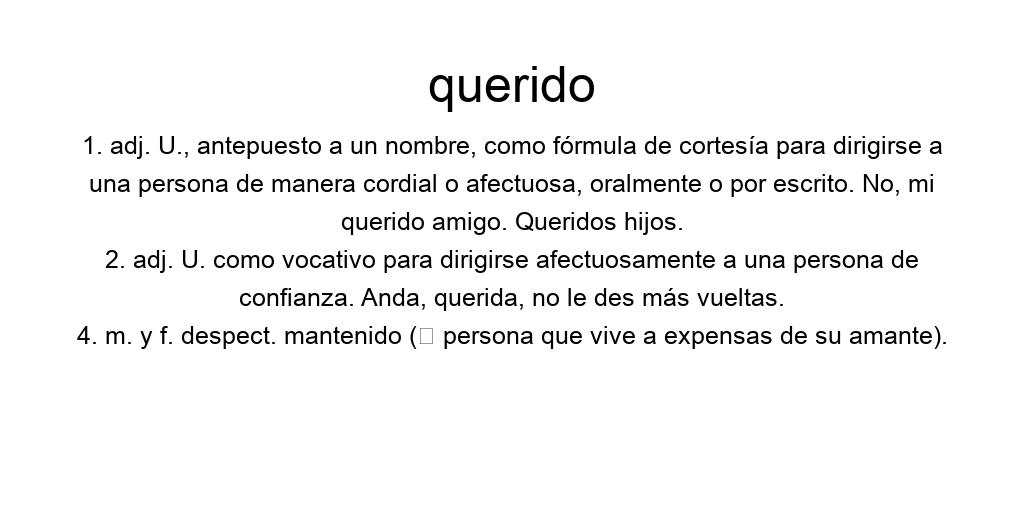 querido
1. adj. U., antepuesto a un nombre, como fórmula de cortesía para dirigirse a
una persona de manera cordial o afectuosa, oralmente o por escrito. No, mi
querido amigo. Queridos hijos.
2. adj. U. como vocativo para dirigirse afectuosamente a una persona de
confianza. Anda, querida, no le des más vueltas.
4. m. y f. despect. mantenido (□ persona que vive a expensas de su amante).